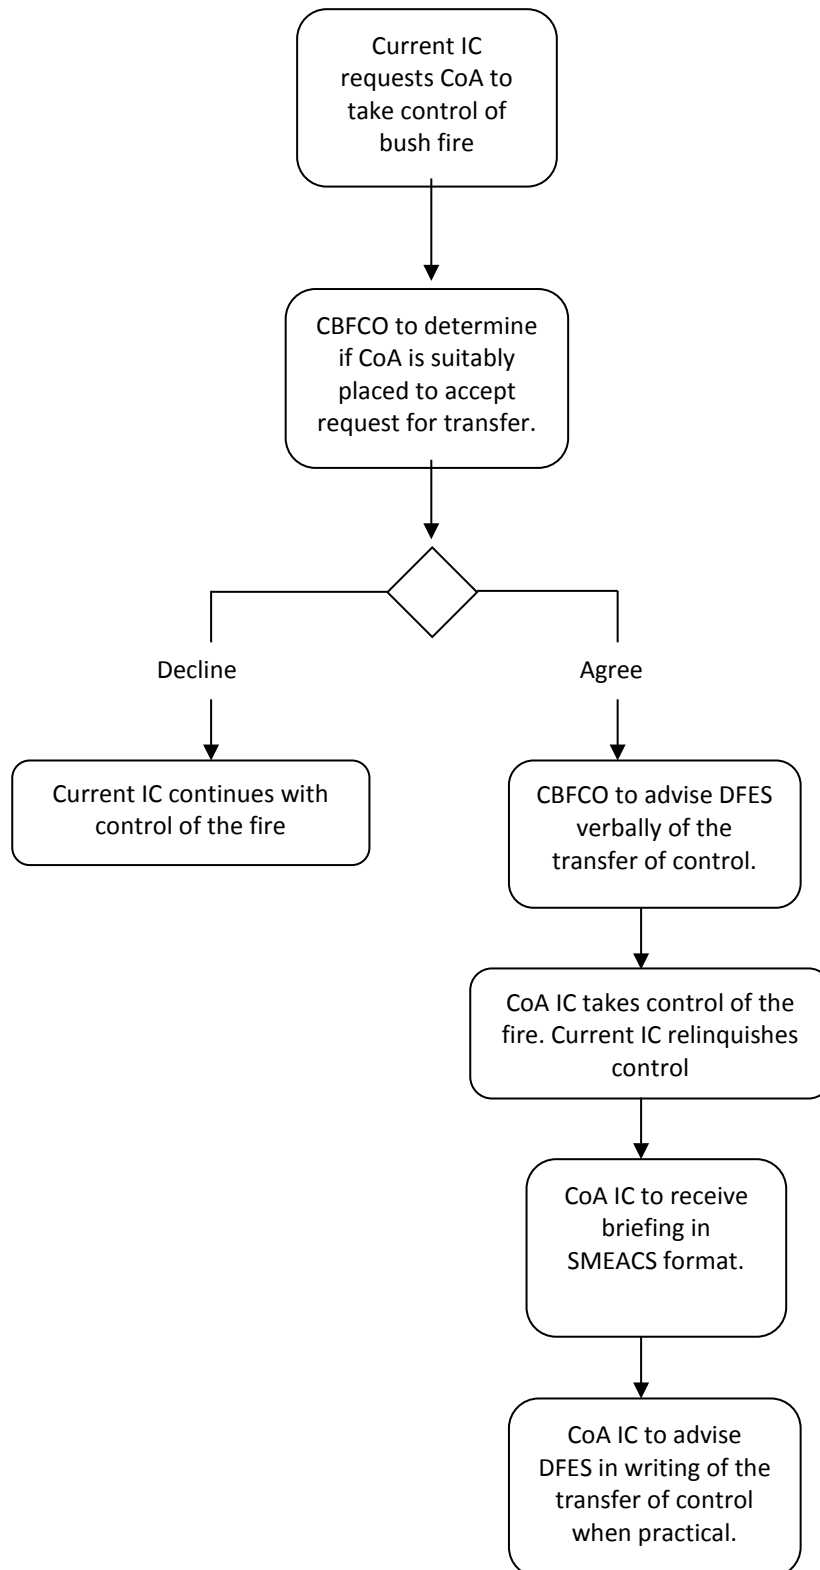 Current IC
requests CoA to
take control of
bush fire
CBFCO to determine
if CoA is suitably
placed to accept
request for transfer.
Decline
Agree
Current IC continues with
control of the fire
CBFCO to advise DFES
verbally of the
transfer of control.
CoA IC takes control of the
fire. Current IC relinquishes
control
CoA IC to receive
briefing in
SMEACS format.
CoA IC to advise
DFES in writing of the
transfer of control
when practical.